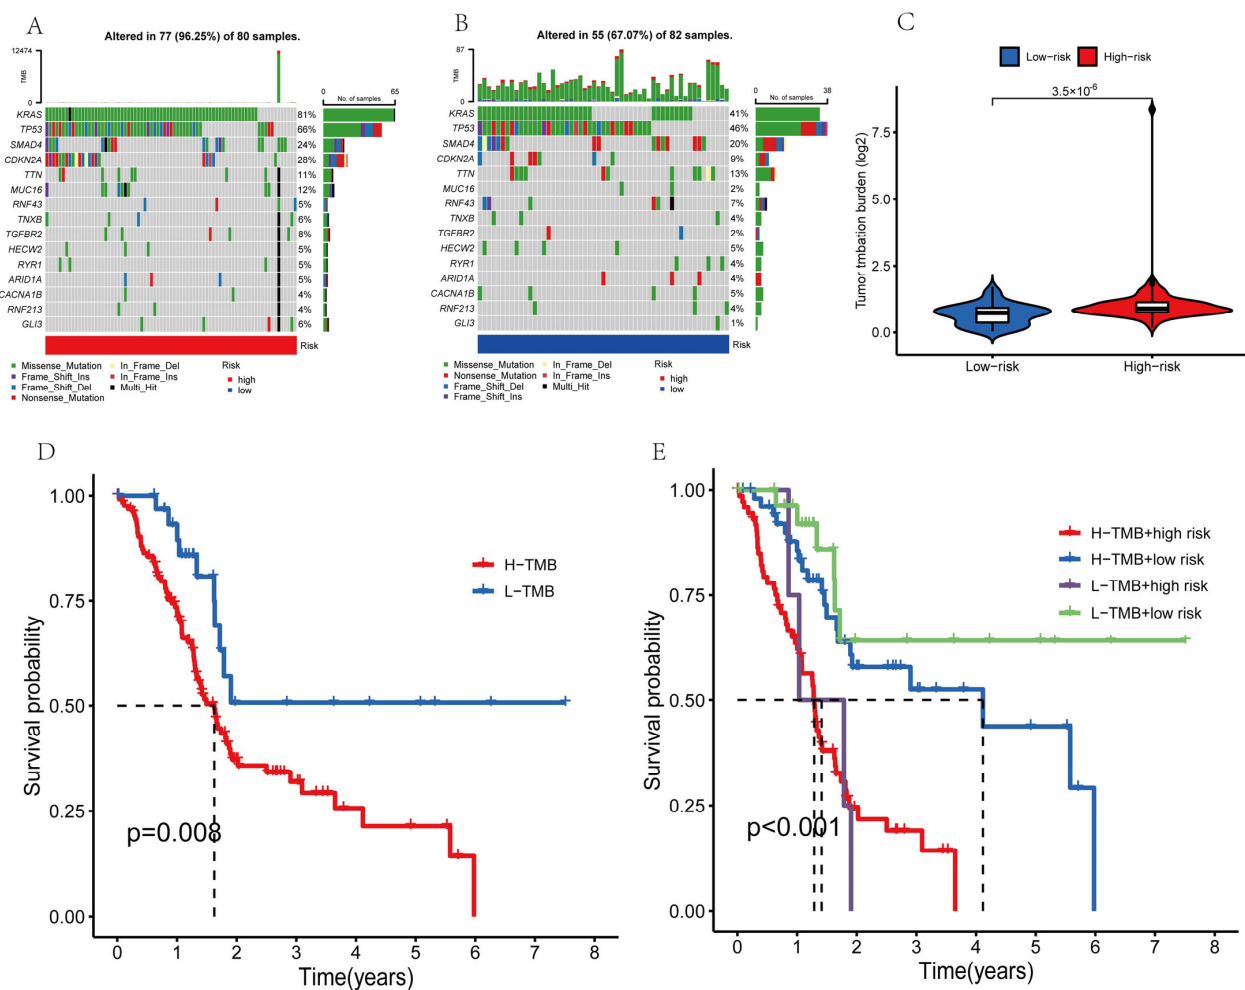 A
Altered in 77 (96.25%) of 80 samples.
12474
TMB
0
0 65
No. of samples
KRAS 81%
TP53 66%
SMAD4 24%
CDKN2A 28%
TTN 11%
MUC16 12%
RNF43 5%
TNXB 6%
TGFBR2 8%
HECW2 5%
RYR1 5%
ARID1A 5%
CACNA1B 4%
RNF213 4%
GLI3 6%
Risk
Missense_Mutation In_Frame_Del Risk
Frame_Shift_Ins In_Frame_Ins high
Frame_Shift_Del Multi_Hit low
Nonsense_Mutation
B
Altered in 55 (67.07%) of 82 samples.
87
TMB
0
0 38
No. of samples
KRAS 41%
TP53 46%
SMAD4 20%
CDKN2A 9%
TTN 13%
MUC16 2%
RNF43 7%
TNXB 4%
TGFBR2 2%
HECW2 5%
RYR1 4%
ARID1A 4%
CACNA1B 5%
RNF213 4%
GLI3 1%
Risk
Missense_Mutation In_Frame_Del Risk
Nonsense_Mutation In_Frame_Ins high
Frame_Shift_Del Multi_Hit low
Frame_Shift_Ins
C
Low-risk High-risk
3.5×10-6
Tumor tmbation burden (log2)
7.5
5.0
2.5
0.0
Low-risk High-risk
D
Survival probability
1.00
0.75
0.50
0.25
0.00
H-TMB
L-TMB
p=0.008
0 1 2 3 4 5 6 7 8
Time(years)
E
Survival probability
1.00
0.75
0.50
0.25
0.00
H-TMB+high risk
H-TMB+low risk
L-TMB+high risk
L-TMB+low risk
p<0.001
0 1 2 3 4 5 6 7 8
Time(years)